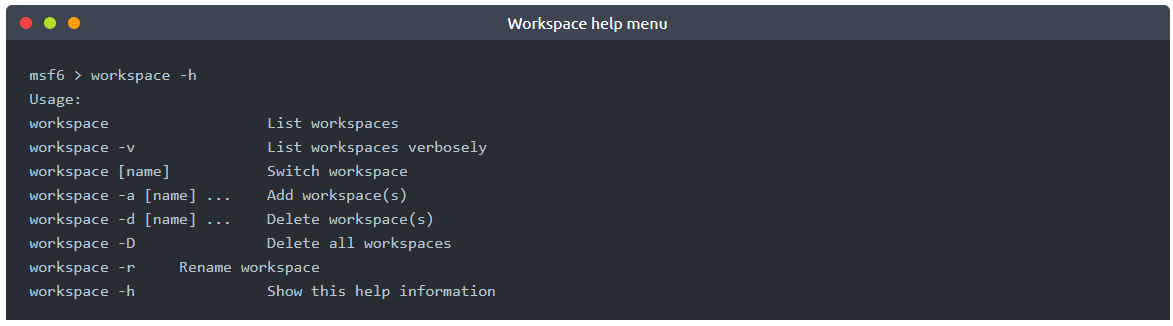 Workspace help menu
msf6 > workspace -h
Usage:
workspace                  List workspaces
workspace -v               List workspaces verbosely
workspace [name]           Switch workspace
workspace -a [name] ...    Add workspace(s)
workspace -d [name] ...    Delete workspace(s)
workspace -D               Delete all workspaces
workspace -r     Rename workspace
workspace -h               Show this help information